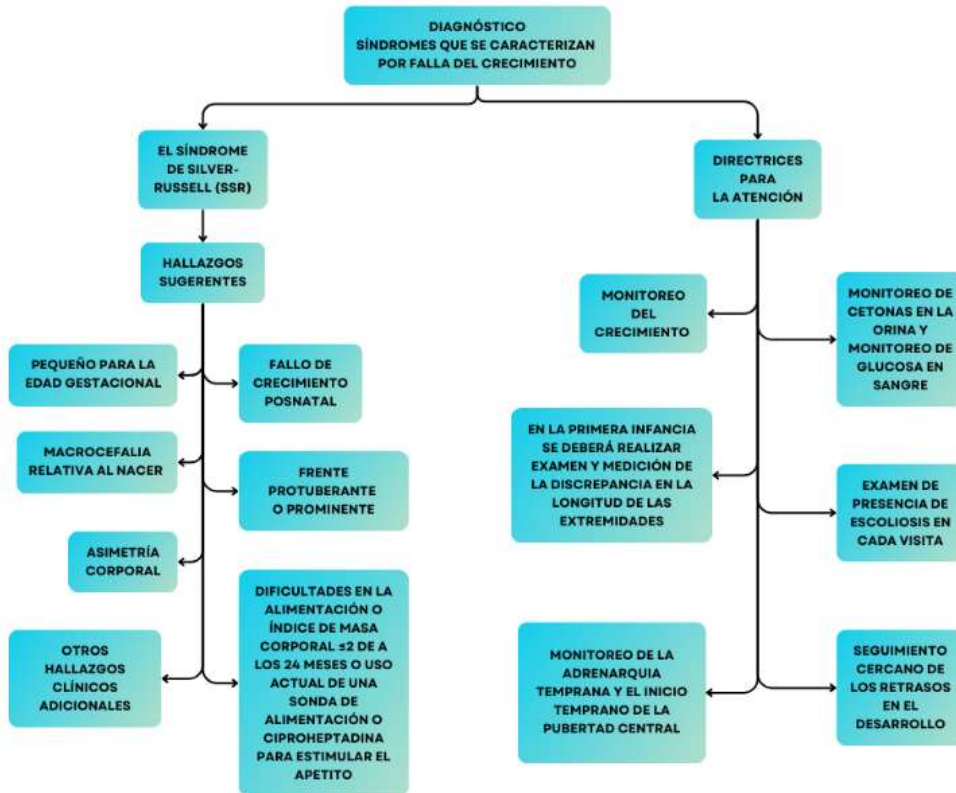 DIAGNÓSTICO
SÍNDROMES QUE SE CARACTERIZAN
POR FALLA DEL CRECIMIENTO
EL SÍNDROME
DE SILVER-
RUSSELL (SSR)
HALLAZGOS
SUGERENTES
PEQUEÑO PARA LA
EDAD GESTACIONAL
FALLO DE
CRECIMIENTO
POSNATAL
MACROCEFALIA
RELATIVA AL NACER
FRENTE
PROTUBERANTE
O PROMINENTE
ASIMETRÍA
CORPORAL
DIFICULTADES EN LA
ALIMENTACIÓN O
ÍNDICE DE MASA
CORPORAL ≤2 DE A
LOS 24 MESES O USO
ACTUAL DE UNA
SONDA DE
ALIMENTACIÓN O
CIPROHEPTADINA
PARA ESTIMULAR EL
APETITO
OTROS
HALLAZGOS
CLÍNICOS
ADICIONALES
DIRECTRICES
PARA
LA ATENCIÓN
MONITOREO
DEL
CRECIMIENTO
MONITOREO DE
CETONAS EN LA
ORINA Y
MONITOREO DE
GLUCOSA EN
SANGRE
EN LA PRIMERA INFANCIA
SE DEBERÁ REALIZAR
EXAMEN Y MEDICIÓN DE
LA DISCREPANCIA EN LA
LONGITUD DE LAS
EXTREMIDADES
EXAMEN DE
PRESENCIA DE
ESCOLIOSIS EN
CADA VISITA
MONITOREO DE LA
ADRENARQUIA
TEMPRANA Y EL INICIO
TEMPRANO DE LA
PUBERTAD CENTRAL
SEGUIMIENTO
CERCANO DE
LOS RETRASOS
EN EL
DESARROLLO